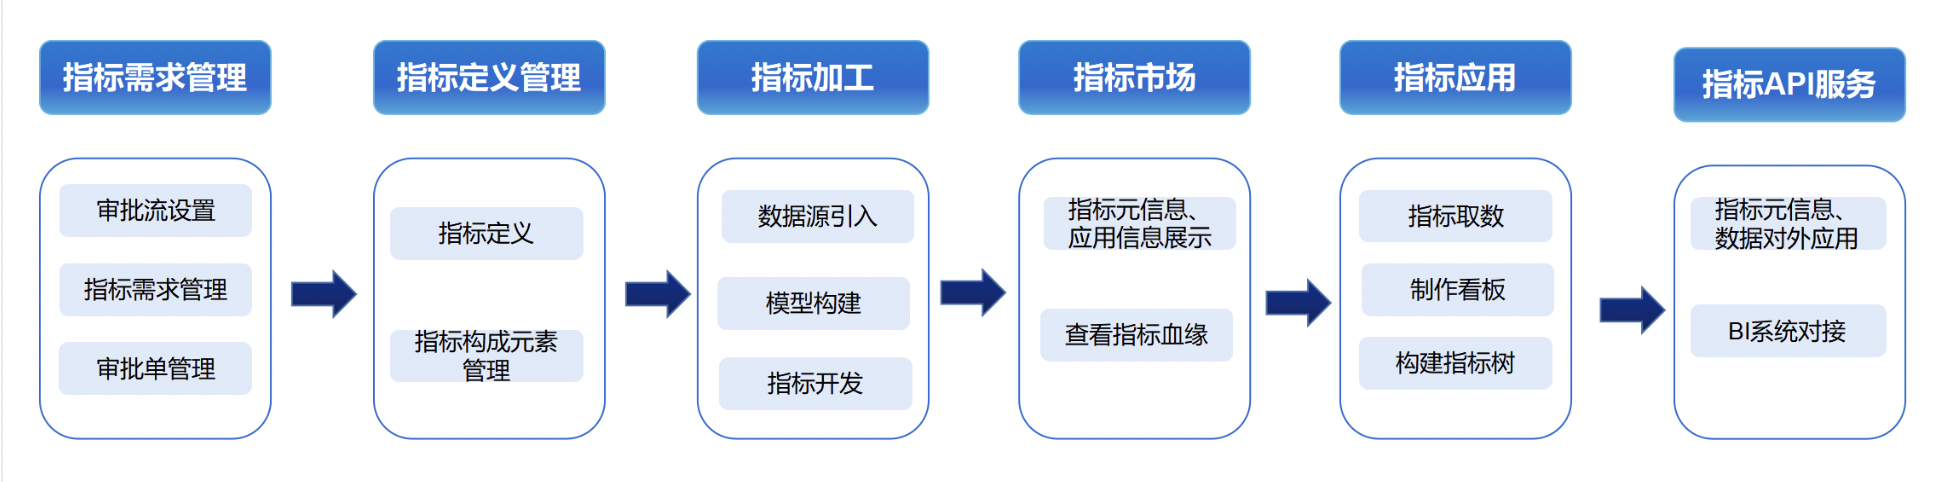 指标需求管理
审批流设置
指标需求管理
审批单管理
指标定义管理
指标定义
指标构成元素
管理
指标加工
数据源引入
模型构建
指标开发
指标市场
指标元信息、
应用信息展示
查看指标血缘
指标应用
指标取数
制作看板
构建指标树
指标API服务
指标元信息、
数据对外应用
BI系统对接